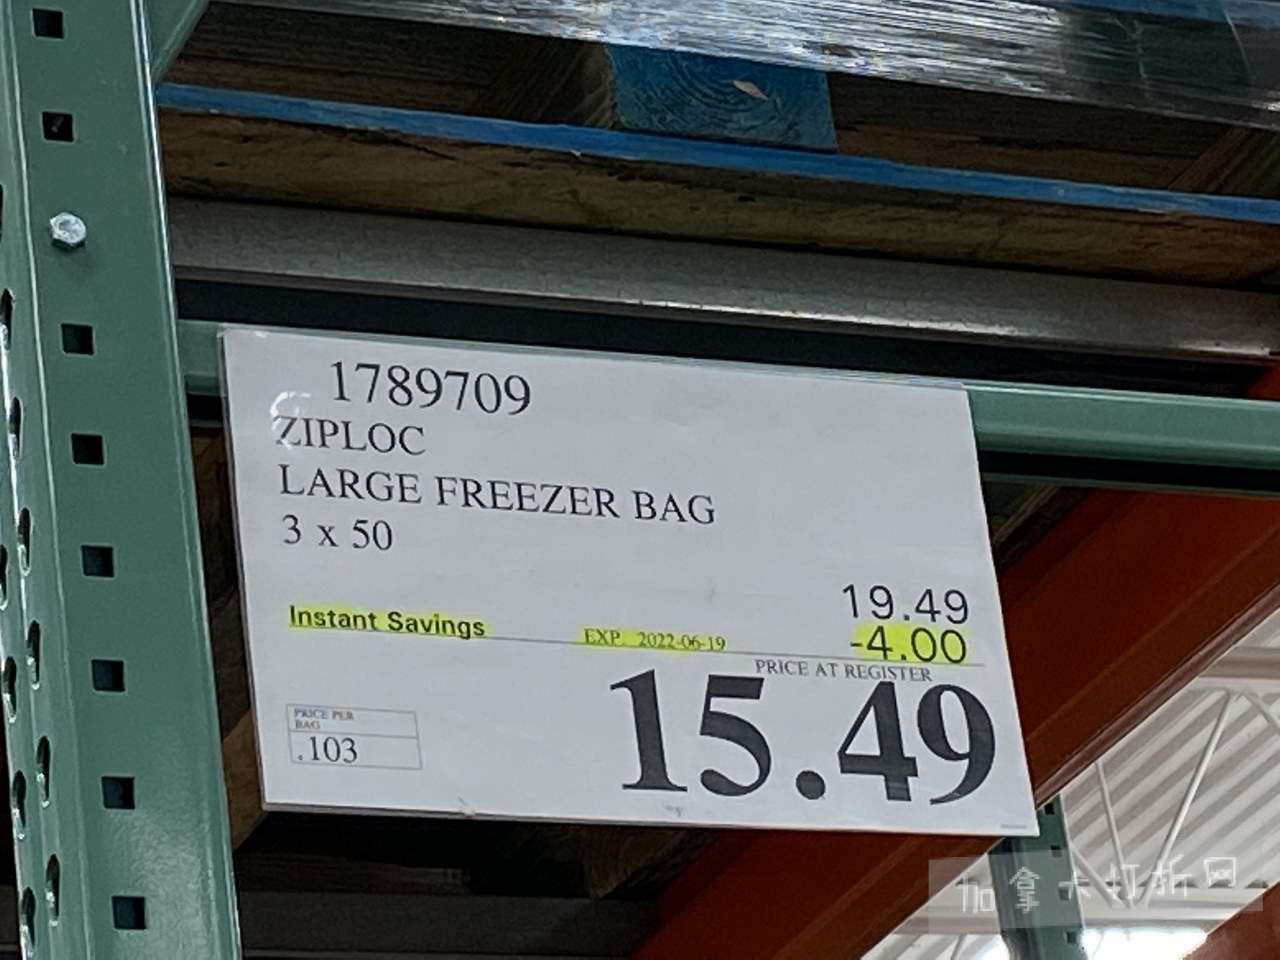 1789709
ZIPLOC
LARGE FREEZER BAG
3 x 50
19.49
Instant Savings EXP. 2022-06-19 -4.00
PRICE AT REGISTER
15.49
PRICE PER
BAG
.103
加拿大打折网